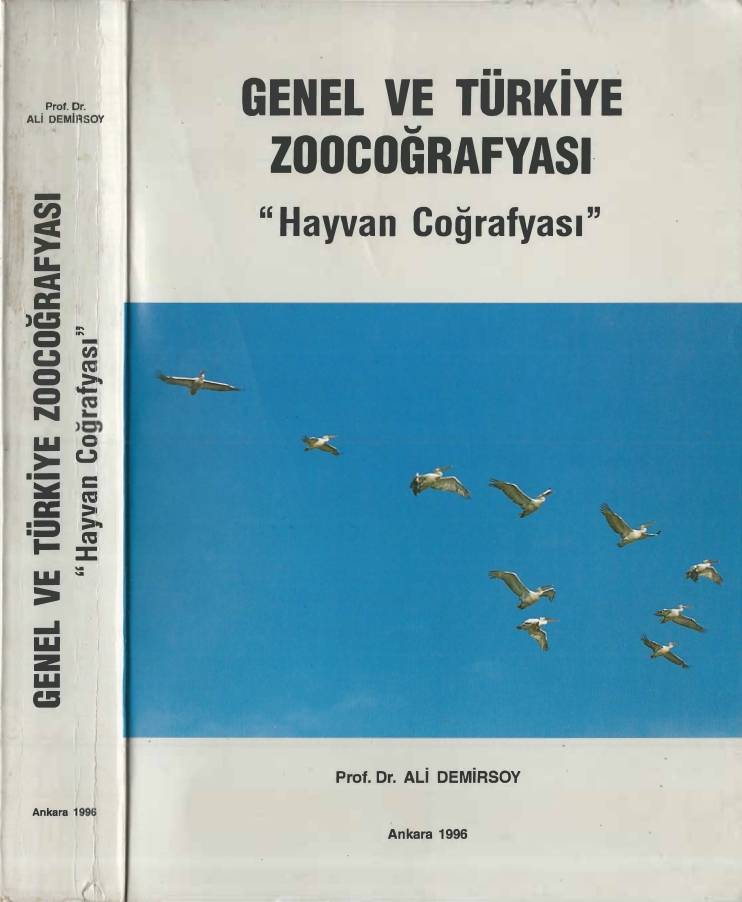 Prof. Dr.
ALİ DEMİRSOY
GENEL VE TÜRKİYE ZOOCOĞRAFYASI
“Hayvan Coğrafyası”
Ankara 1996
GENEL VE TÜRKİYE
ZOOCOĞRAFYASI
“Hayvan Coğrafyası”
Prof. Dr. ALİ DEMİRSOY
Ankara 1996